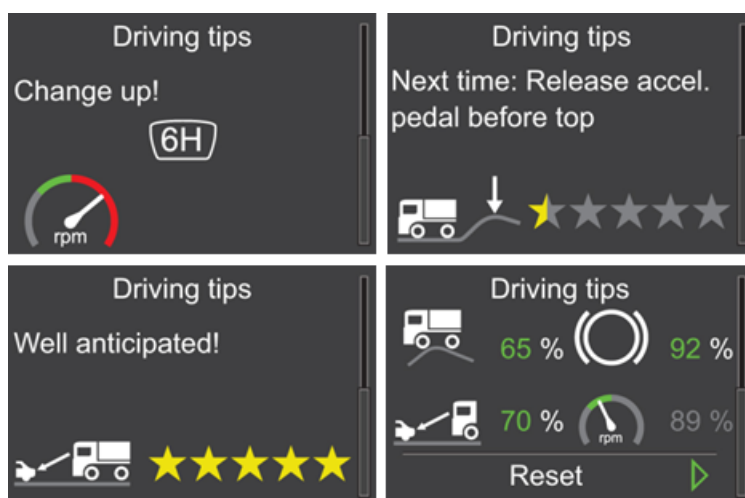 Driving tips
Change up!
6H
rpm
Driving tips
Next time: Release accel.
pedal before top
Driving tips
Well anticipated!
Driving tips
65 % 92 %
70 % rpm 89 %
Reset